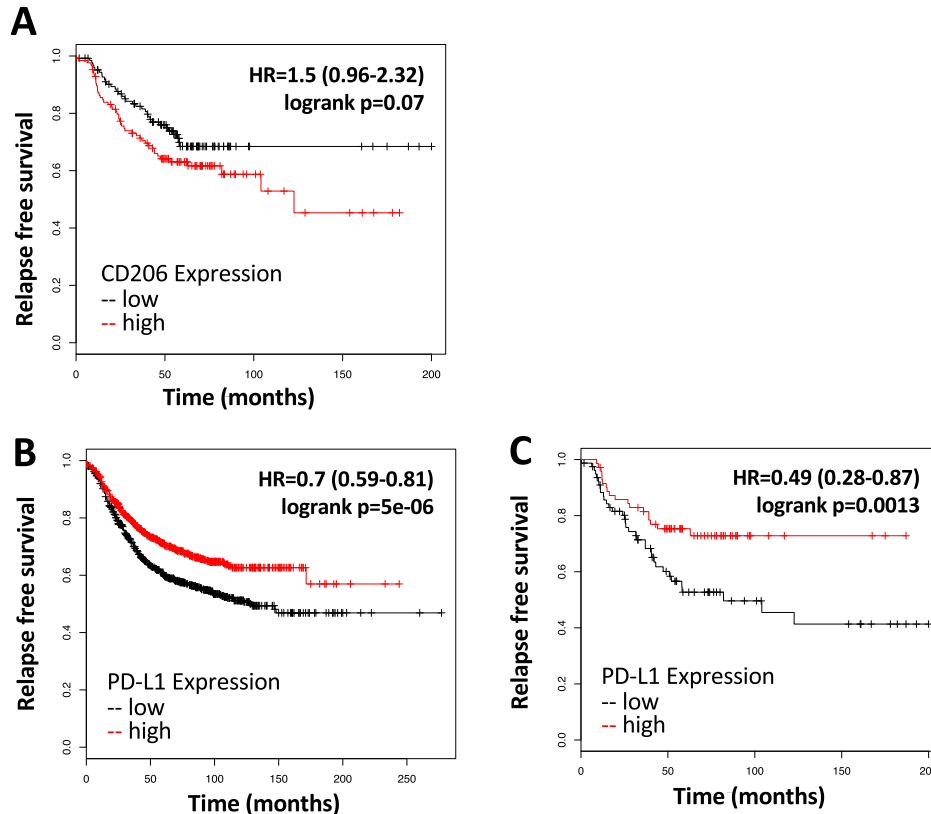 A
HR=1.5 (0.96-2.32)
logrank p=0.07
Relapse free survival
1.0
0.8
0.6
0.4
0.2
0.0
CD206 Expression
-- low
-- high
0 50 100 150 200
Time (months)
B
HR=0.7 (0.59-0.81)
logrank p=5e-06
Relapse free survival
1.0
0.8
0.6
0.4
0.2
0.0
PD-L1 Expression
-- low
-- high
0 50 100 150 200 250
Time (months)
C
HR=0.49 (0.28-0.87)
logrank p=0.0013
Relapse free survival
1.0
0.8
0.6
0.4
0.2
0.0
PD-L1 Expression
-- low
-- high
0 50 100 150
Time (months)